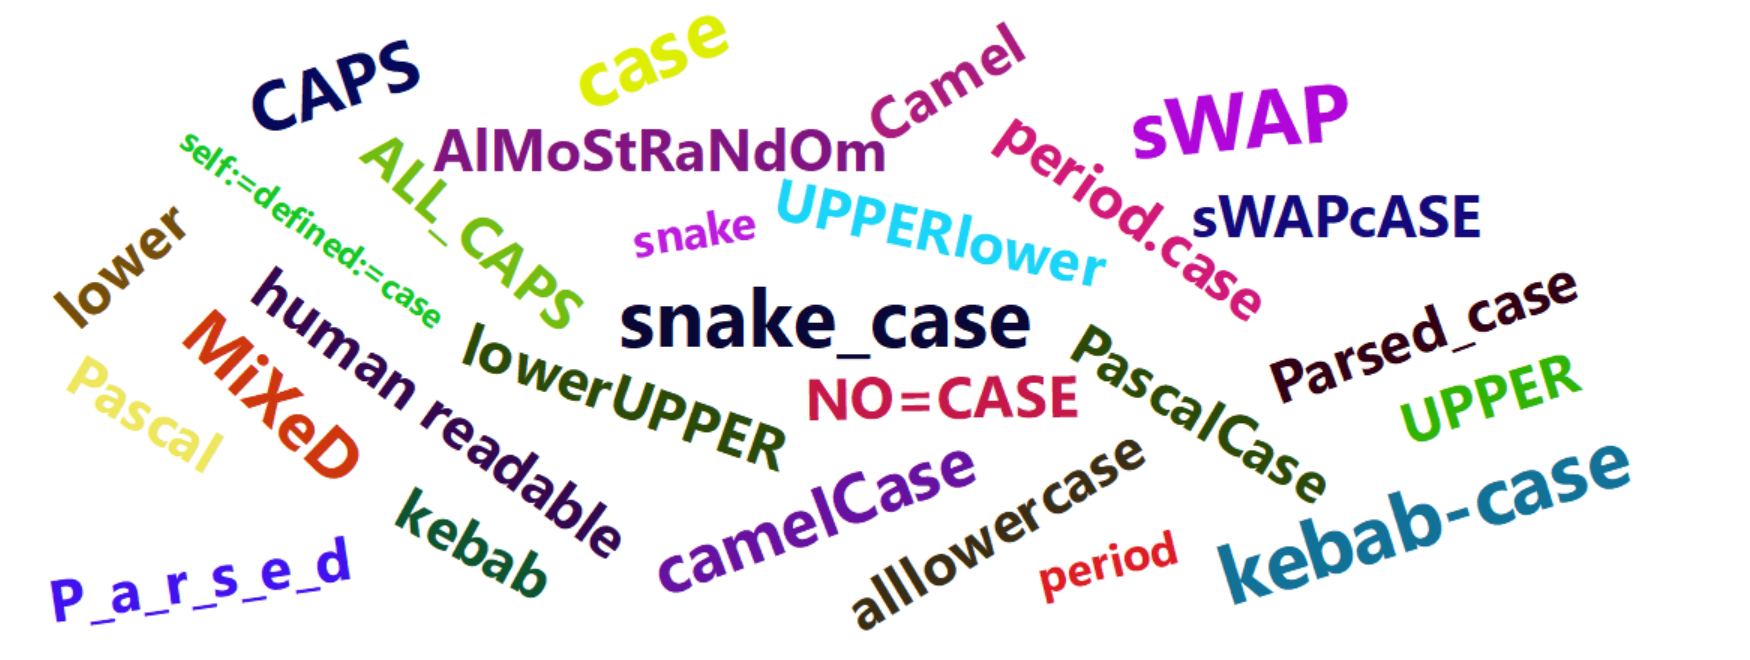 CAPS
case
Camel
sWAP
self:=defined:=case
ALL_CAPS
AlMoStRaNdOm
period.case
lower
snake
UPPERlower
sWAPcASE
human readable
snake_case
Parsed_case
Pascal
MiXeD
lowerUPPER
NO=CASE
PascalCase
UPPER
P_a_r_s_e_d
kebab
camelCase
alllowercase
period
kebab-case